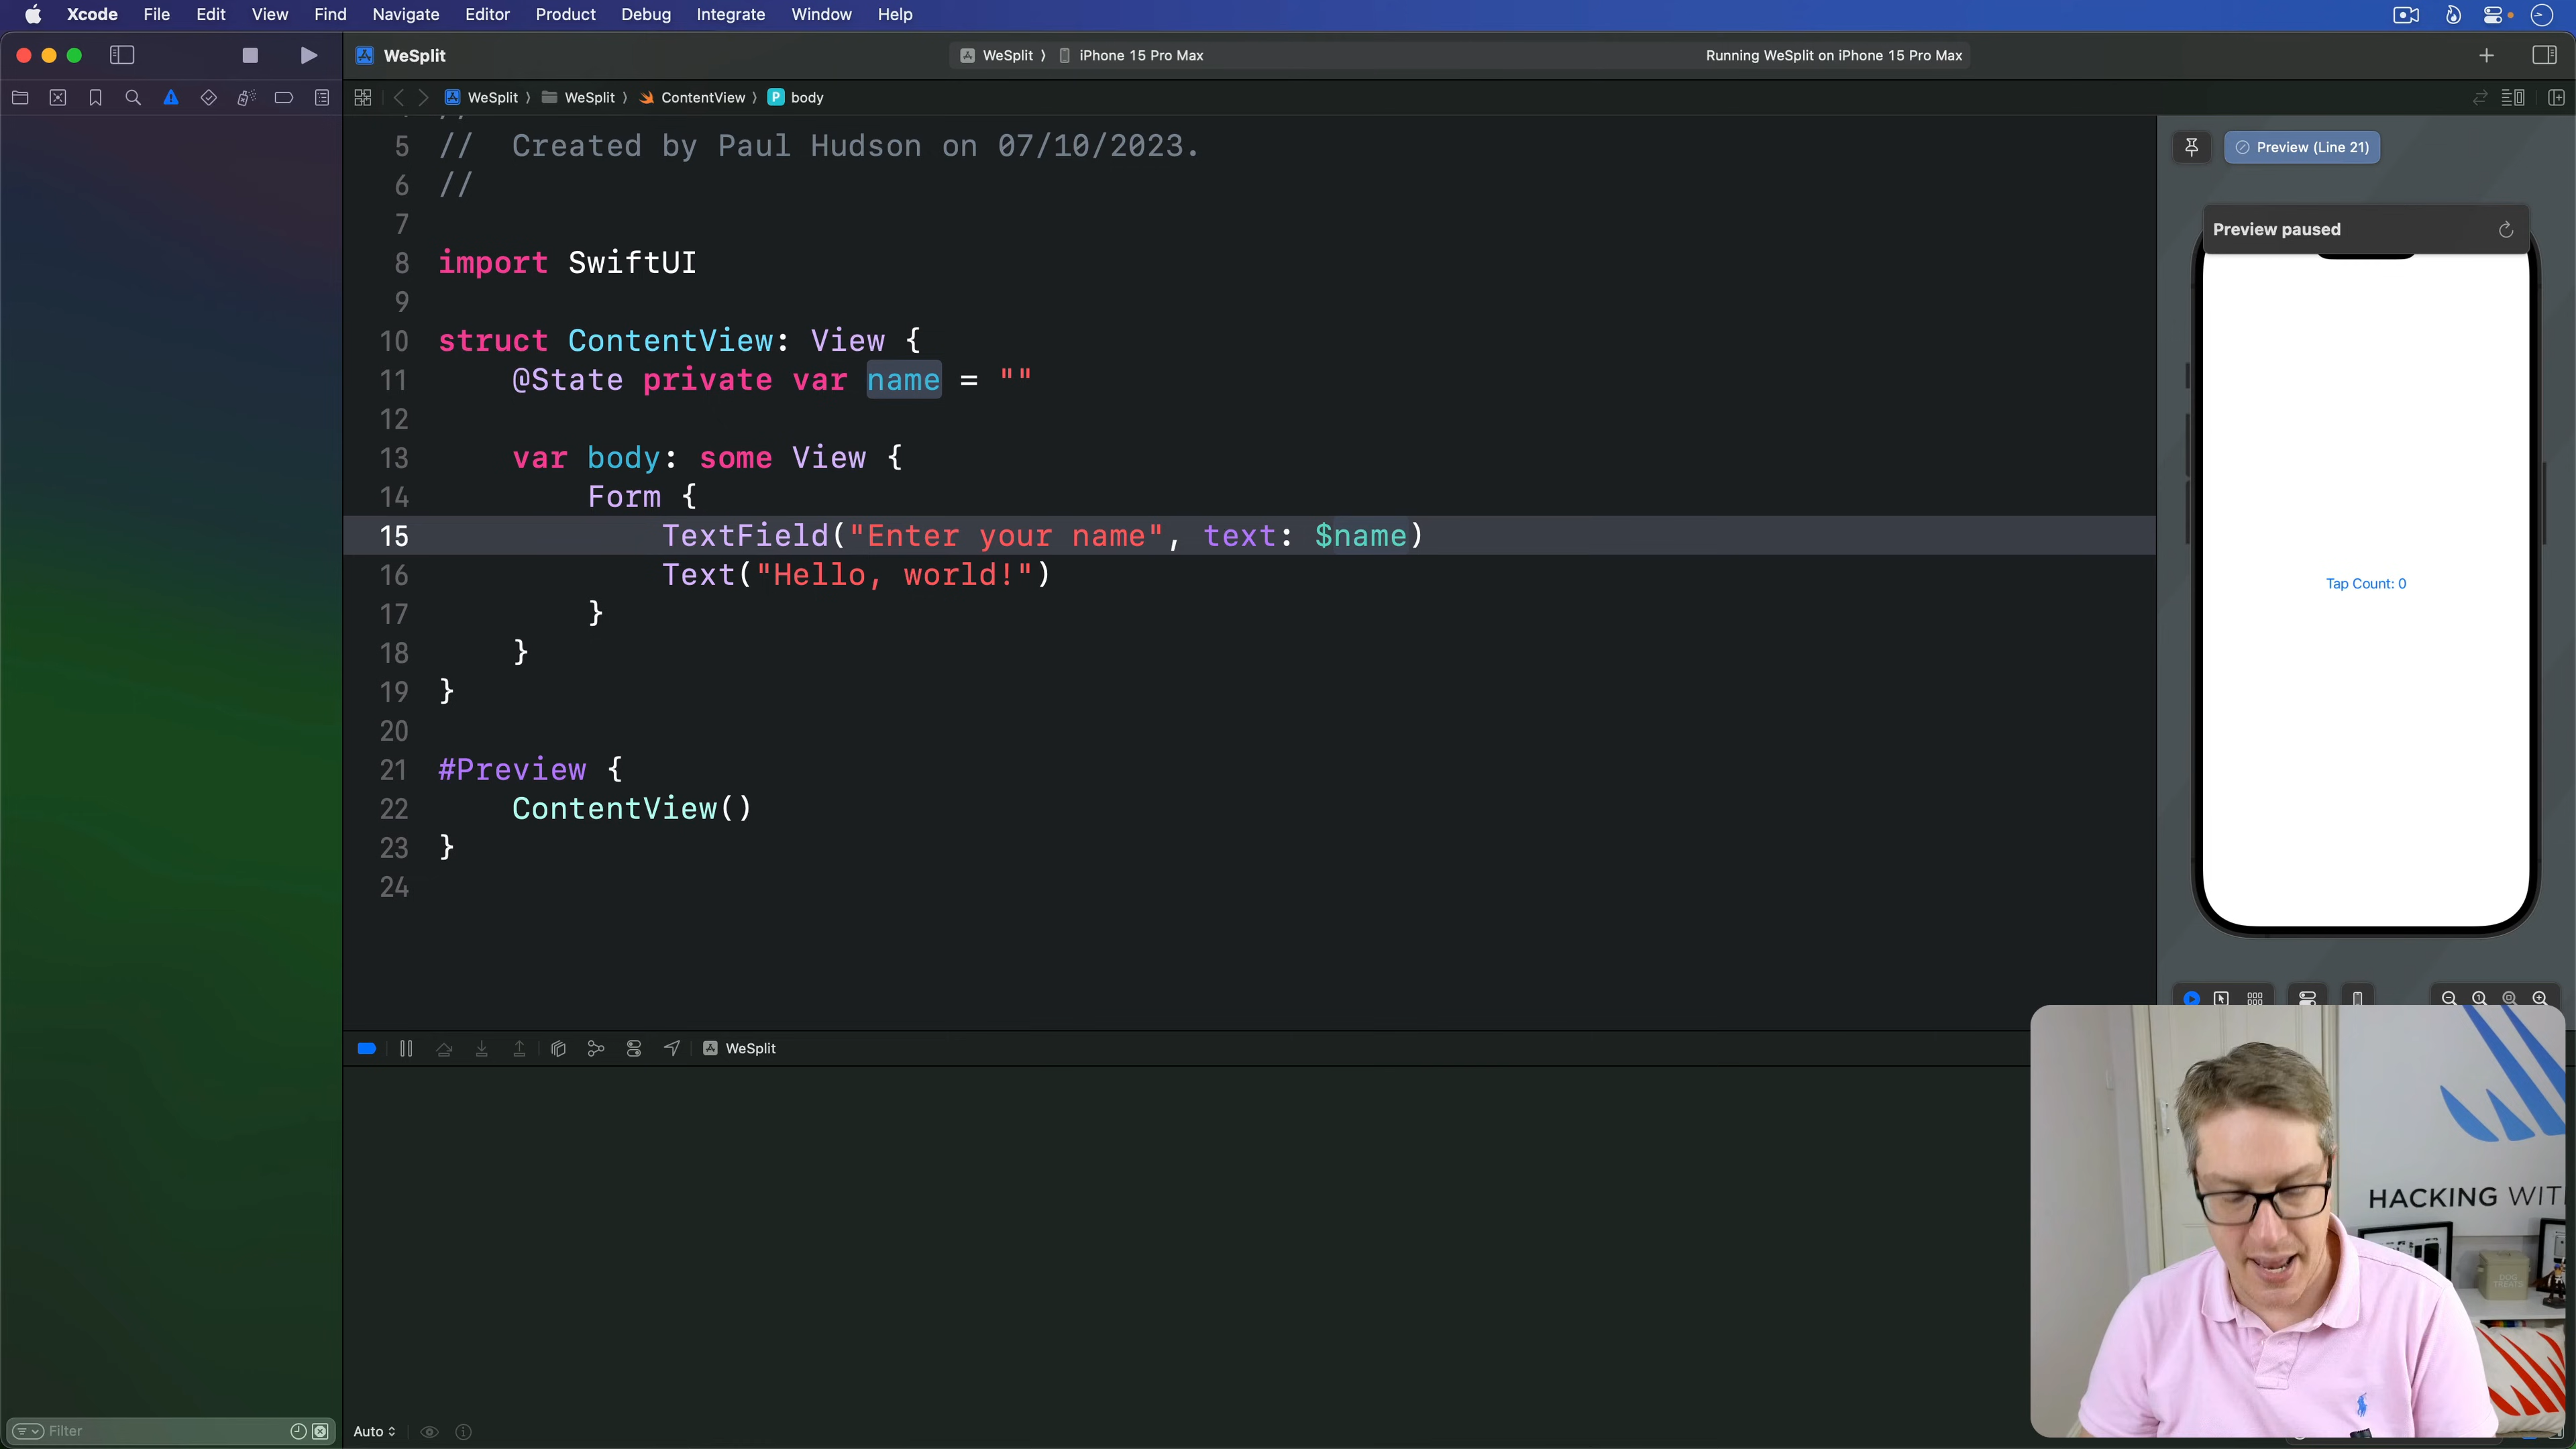 Xcode File Edit View Find Navigate Editor Product Debug Integrate Window Help
WeSplit
WeSplit 〉 iPhone 15 Pro Max
Running WeSplit on iPhone 15 Pro Max
WeSplit 〉 WeSplit 〉 ContentView 〉 P body
5 //  Created by Paul Hudson on 07/10/2023.
6 //
7
8 import SwiftUI
9
10 struct ContentView: View {
11     @State private var name = ""
12
13     var body: some View {
14         Form {
15             TextField("Enter your name", text: $name)
16             Text("Hello, world!")
17         }
18     }
19 }
20
21 #Preview {
22     ContentView()
23 }
24
Preview (Line 21)
Preview paused
Tap Count: 0
WeSplit
HACKING WIT
DOG
TREATS
Filter
Auto